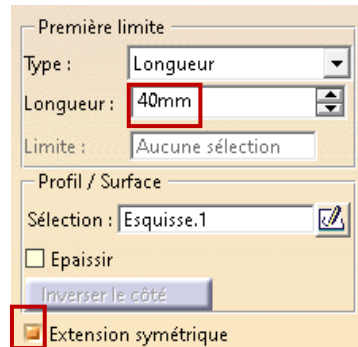 Première limite
Type : Longueur
Longueur : 40mm
Limite : Aucune sélection
Profil / Surface
Sélection : Esquisse.1
Epaissir
Inverser le côté
Extension symétrique